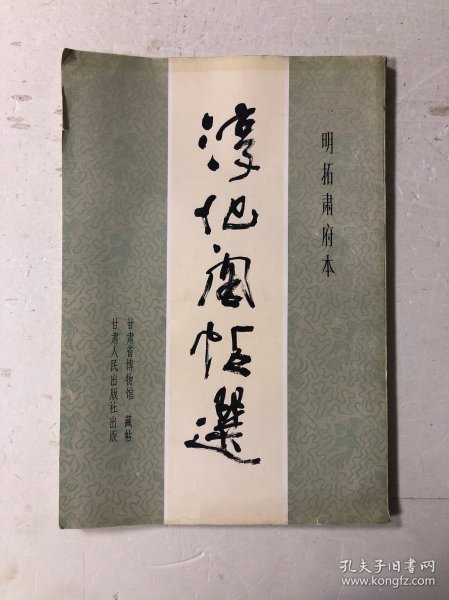 明拓肃府本
淳化阁帖選
甘肃省博物馆 藏帖
甘肃人民出版社出版
孔夫子旧书网
www.kongfz.com